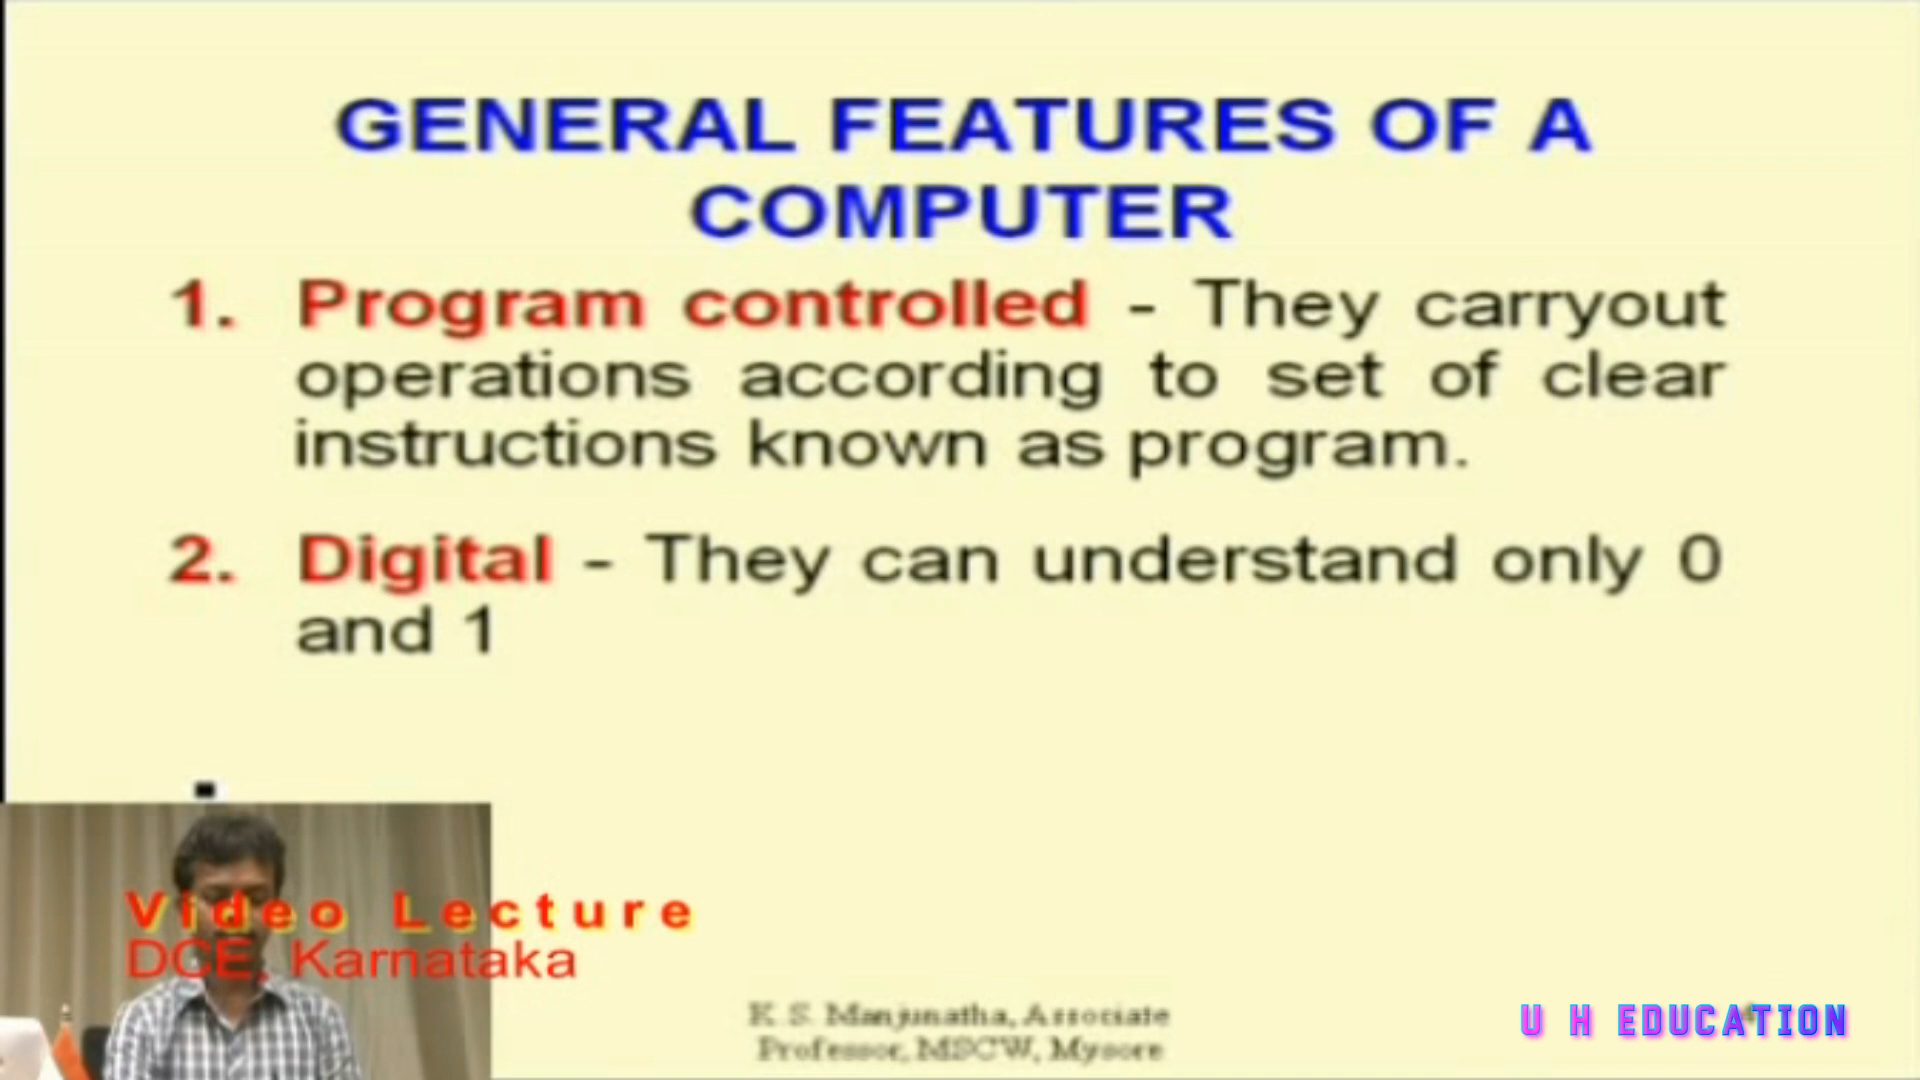 GENERAL FEATURES OF A
COMPUTER
1. Program controlled - They carryout
operations according to set of clear
instructions known as program.
2. Digital - They can understand only 0
and 1
Video Lecture
DCE, Karnataka
K. S. Manjunatha, Associate
Professor, MSCW, Mysore
U H EDUCATION